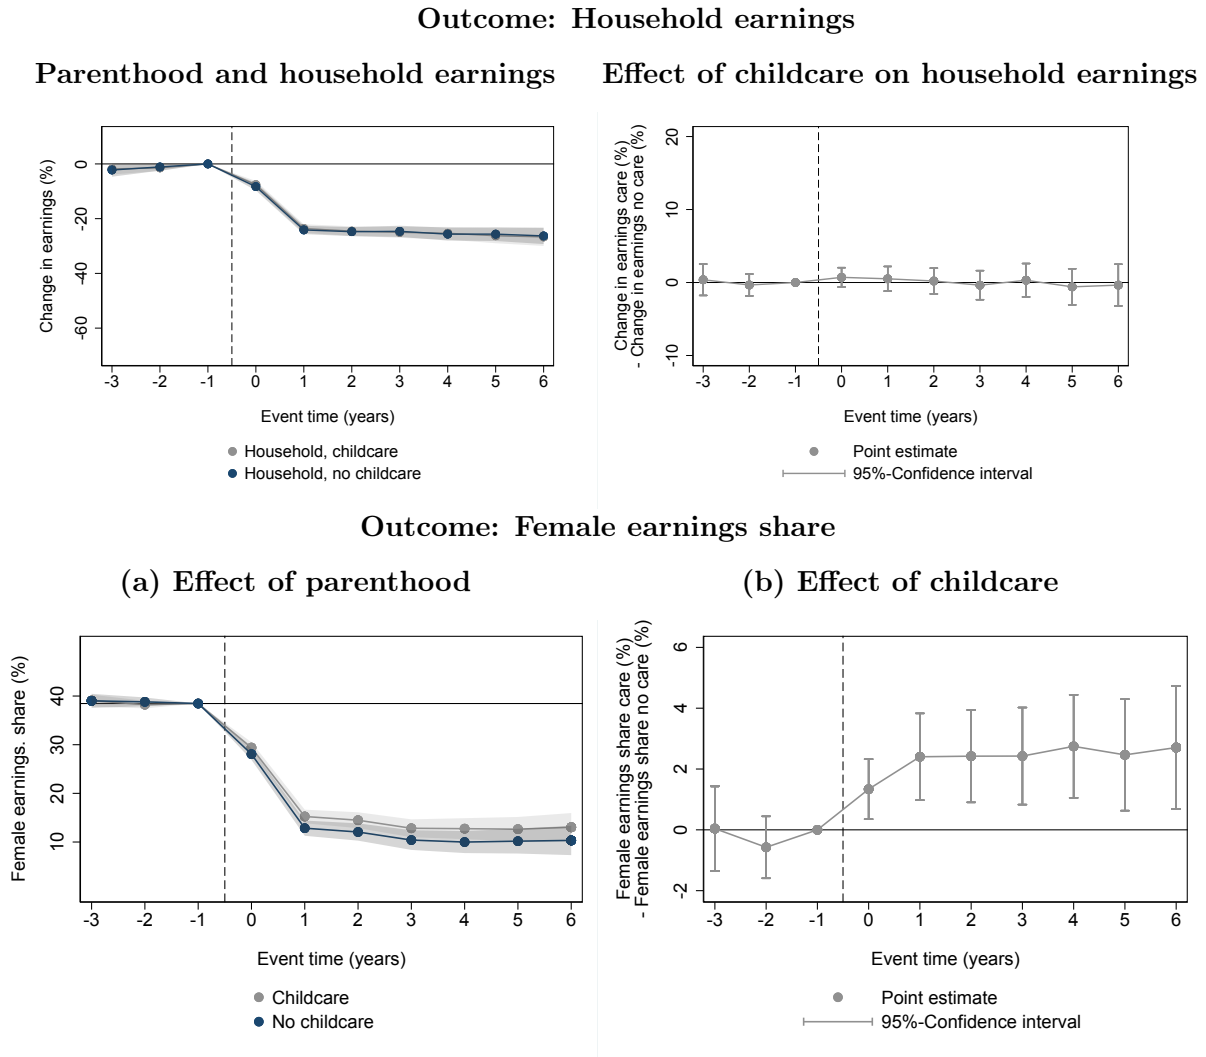 Outcome: Household earnings
Parenthood and household earnings
Change in earnings (%)
0
-20
-40
-60
-3 -2 -1 0 1 2 3 4 5 6
Event time (years)
Household, childcare
Household, no childcare
Effect of childcare on household earnings
Change in earnings care (%)
- Change in earnings no care (%)
20
10
0
-10
-3 -2 -1 0 1 2 3 4 5 6
Event time (years)
Point estimate
95%-Confidence interval
Outcome: Female earnings share
(a) Effect of parenthood
Female earnings. share (%)
40
30
20
10
-3 -2 -1 0 1 2 3 4 5 6
Event time (years)
Childcare
No childcare
(b) Effect of childcare
Female earnings share care (%)
- Female earnings share no care (%)
6
4
2
0
-2
-3 -2 -1 0 1 2 3 4 5 6
Event time (years)
Point estimate
95%-Confidence interval